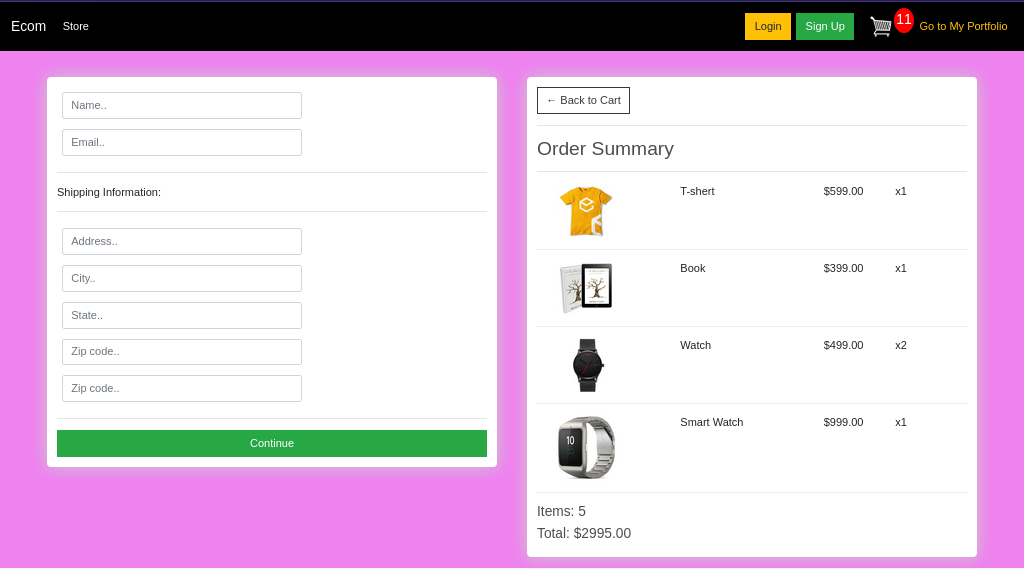 Ecom Store Login Sign Up 11 Go to My Portfolio
Name..
Email..
Shipping Information:
Address..
City..
State..
Zip code..
Zip code..
Continue
← Back to Cart
Order Summary
T-shert $599.00 x1
Book $399.00 x1
Watch $499.00 x2
10
Smart Watch $999.00 x1
Items: 5
Total: $2995.00